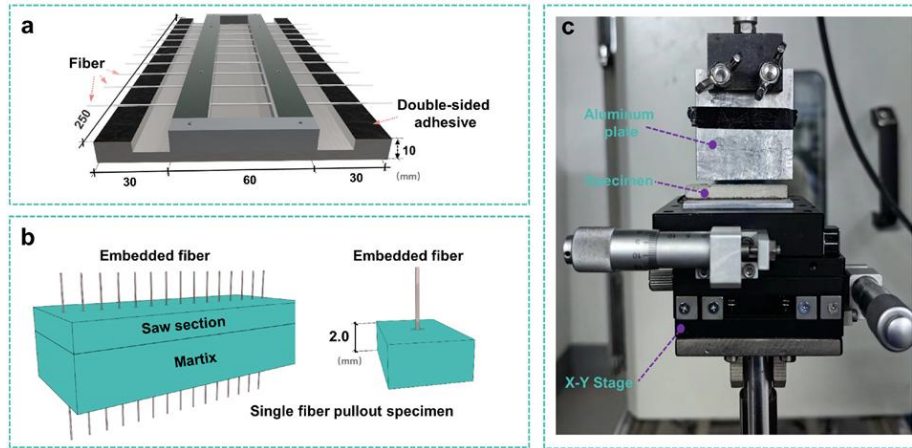 a
Fiber
250
Double-sided
adhesive
10
30
60
30
(mm)
b
Embedded fiber
Embedded fiber
Saw section
Martix
2.0
(mm)
Single fiber pullout specimen
c
Aluminum
plate
Specimen
X-Y Stage